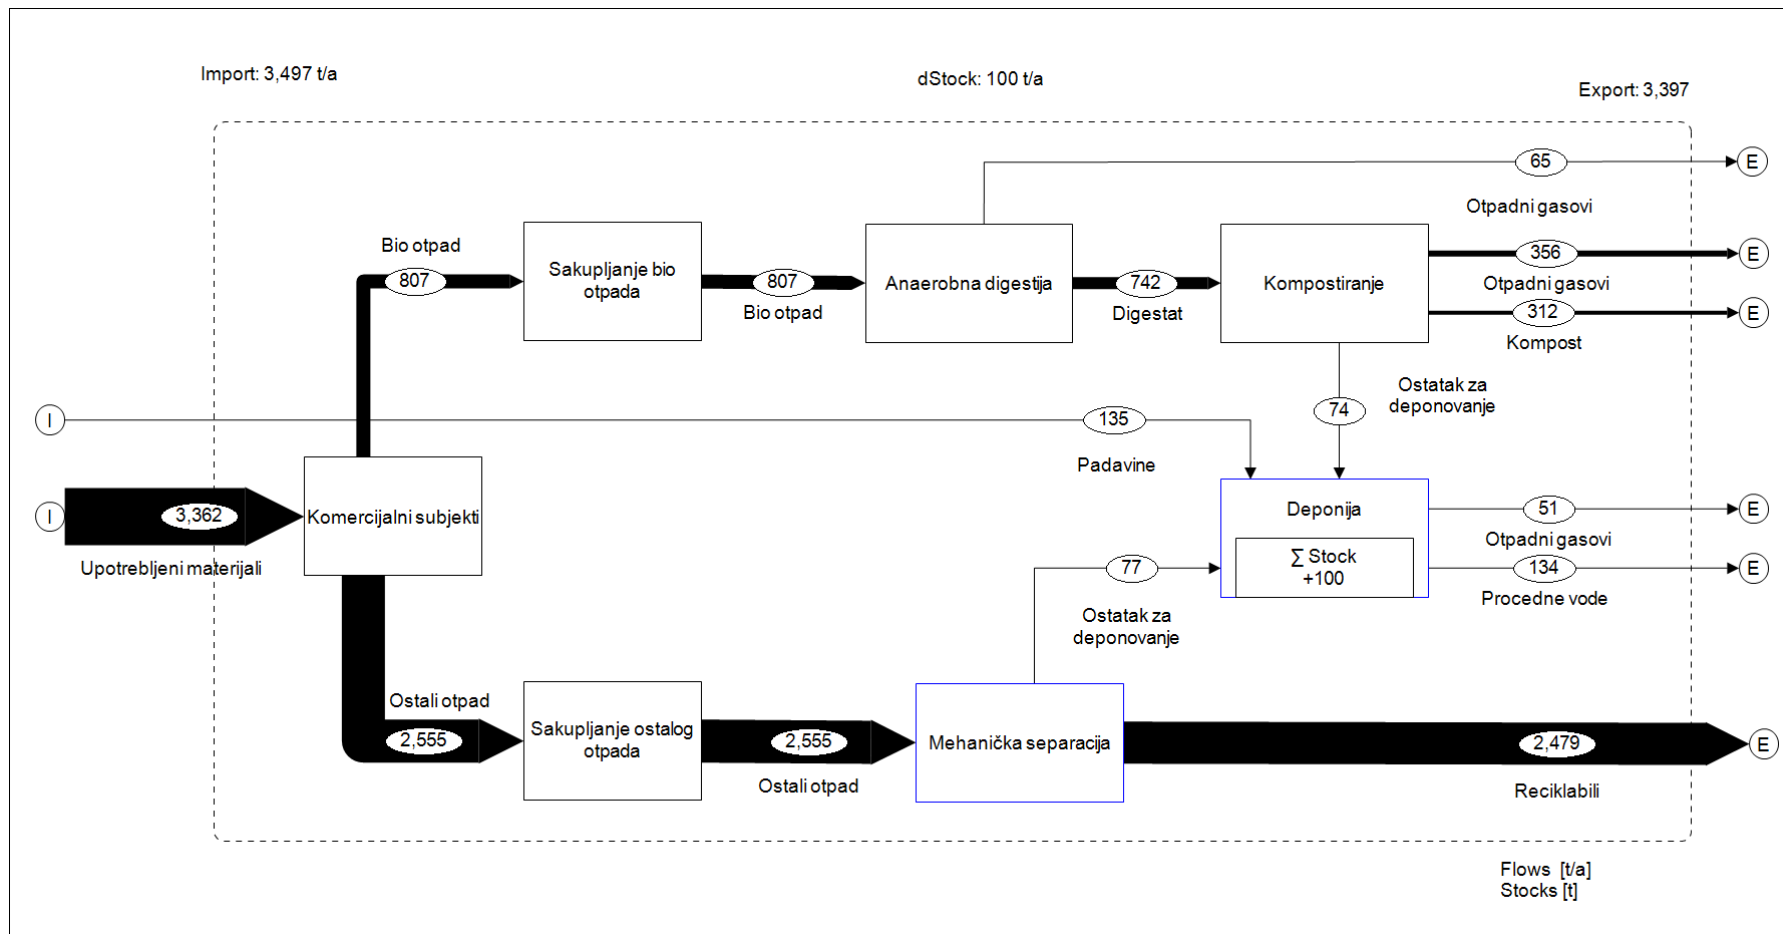 Import: 3,497 t/a
dStock: 100 t/a
Export: 3,397
65
E
Otpadni gasovi
Bio otpad
807
Sakupljanje bio
otpada
807
Bio otpad
Anaerobna digestija
742
Digestat
Kompostiranje
356
E
Otpadni gasovi
312
E
Kompost
Ostatak za
deponovanje
74
I
135
Padavine
I
3,362
Upotrebljeni materijali
Komercijalni subjekti
Deponija
∑ Stock
+100
51
E
Otpadni gasovi
134
E
Procedne vode
77
Ostatak za
deponovanje
Ostali otpad
2,555
Sakupljanje ostalog
otpada
2,555
Ostali otpad
Mehanička separacija
2,479
E
Reciklabili
Flows [t/a]
Stocks [t]